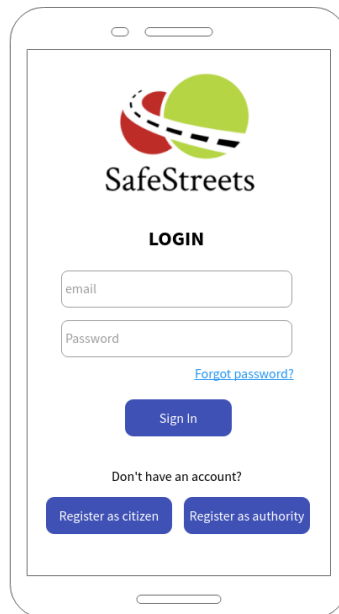 SafeStreets
LOGIN
email
Password
Forgot password?
Sign In
Don't have an account?
Register as citizen Register as authority